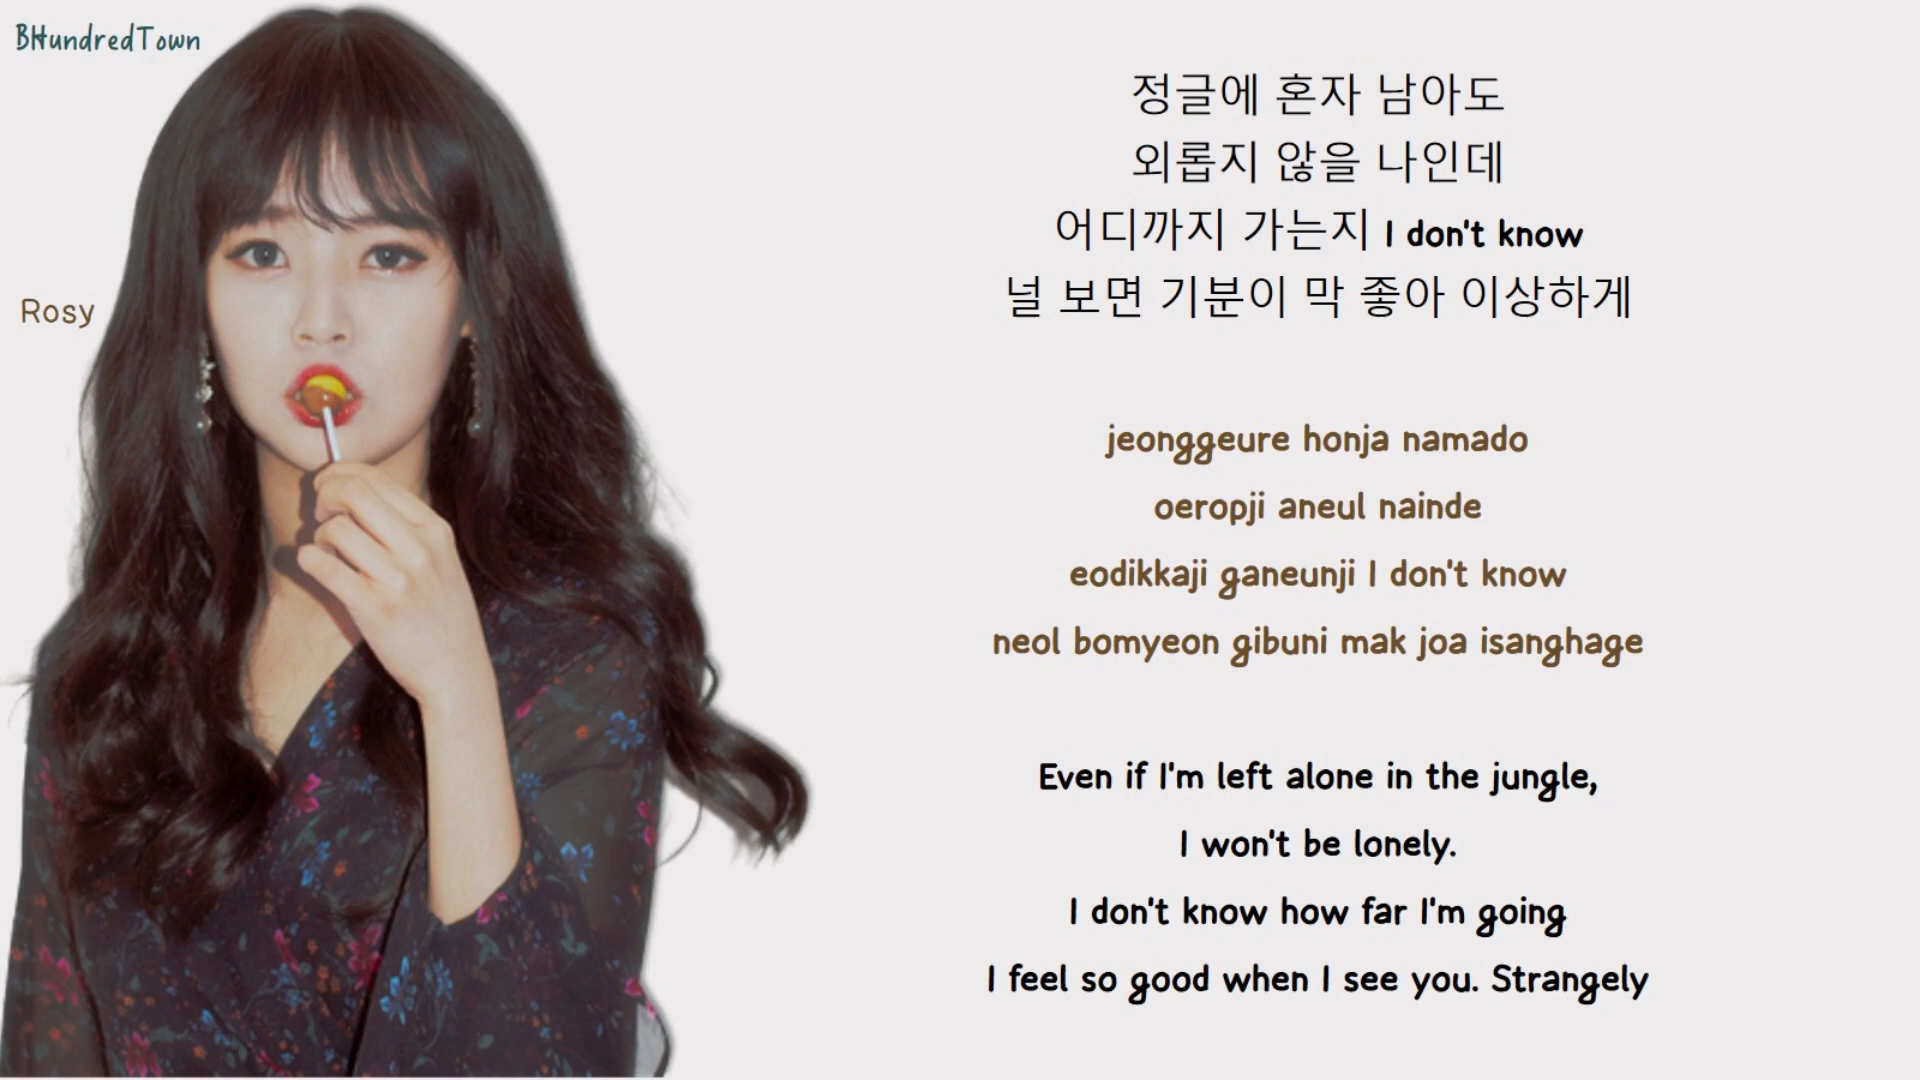 BHundredTown
Rosy
정글에 혼자 남아도
외롭지 않을 나인데
어디까지 가는지 I don't know
널 보면 기분이 막 좋아 이상하게
jeonggeure honja namado
oeropji aneul nainde
eodikkaji ganeunji I don't know
neol bomyeon gibuni mak joa isanghage
Even if I'm left alone in the jungle,
I won't be lonely.
I don't know how far I'm going
I feel so good when I see you. Strangely